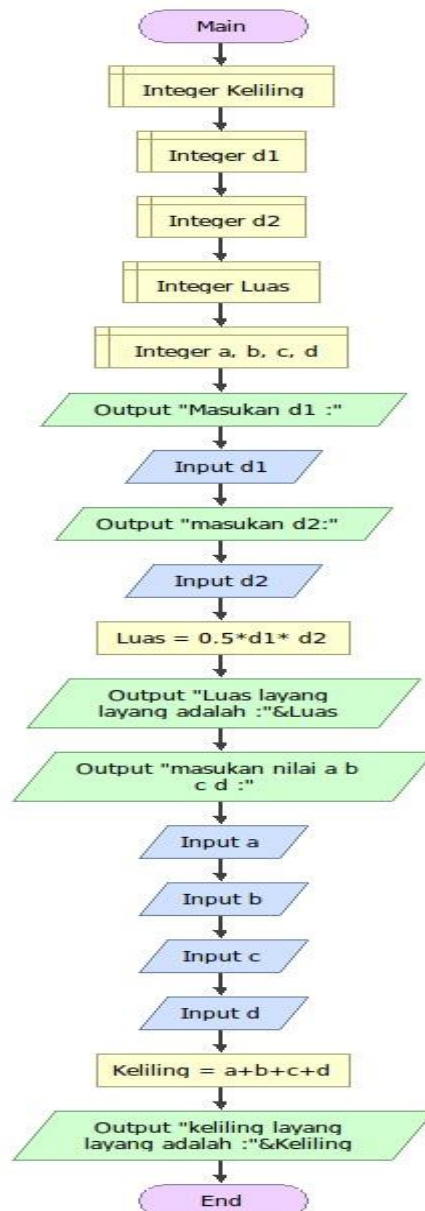 Main
Integer Keliling
Integer d1
Integer d2
Integer Luas
Integer a, b, c, d
Output "Masukan d1 :"
Input d1
Output "masukan d2:"
Input d2
Luas = 0.5*d1* d2
Output "Luas layang
layang adalah :"&Luas
Output "masukan nilai a b
c d :"
Input a
Input b
Input c
Input d
Keliling = a+b+c+d
Output "keliling layang
layang adalah :"&Keliling
End